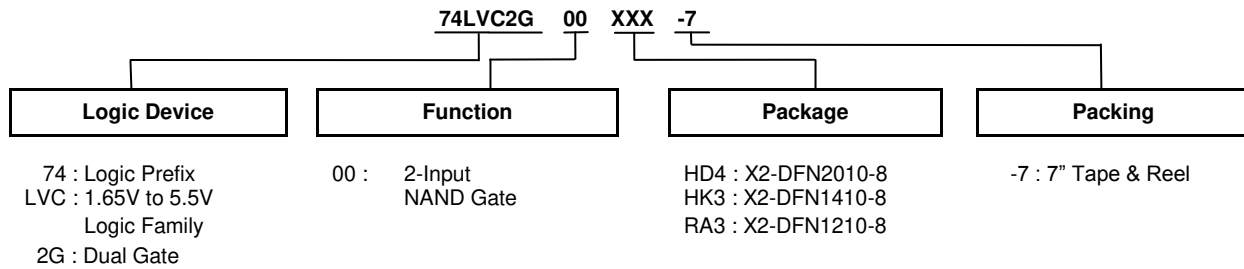 74LVC2G 00 XXX -7
Logic Device
Function
Package
Packing
74 : Logic Prefix
LVC : 1.65V to 5.5V
Logic Family
2G : Dual Gate
00 : 2-Input
NAND Gate
HD4 : X2-DFN2010-8
HK3 : X2-DFN1410-8
RA3 : X2-DFN1210-8
-7 : 7” Tape & Reel